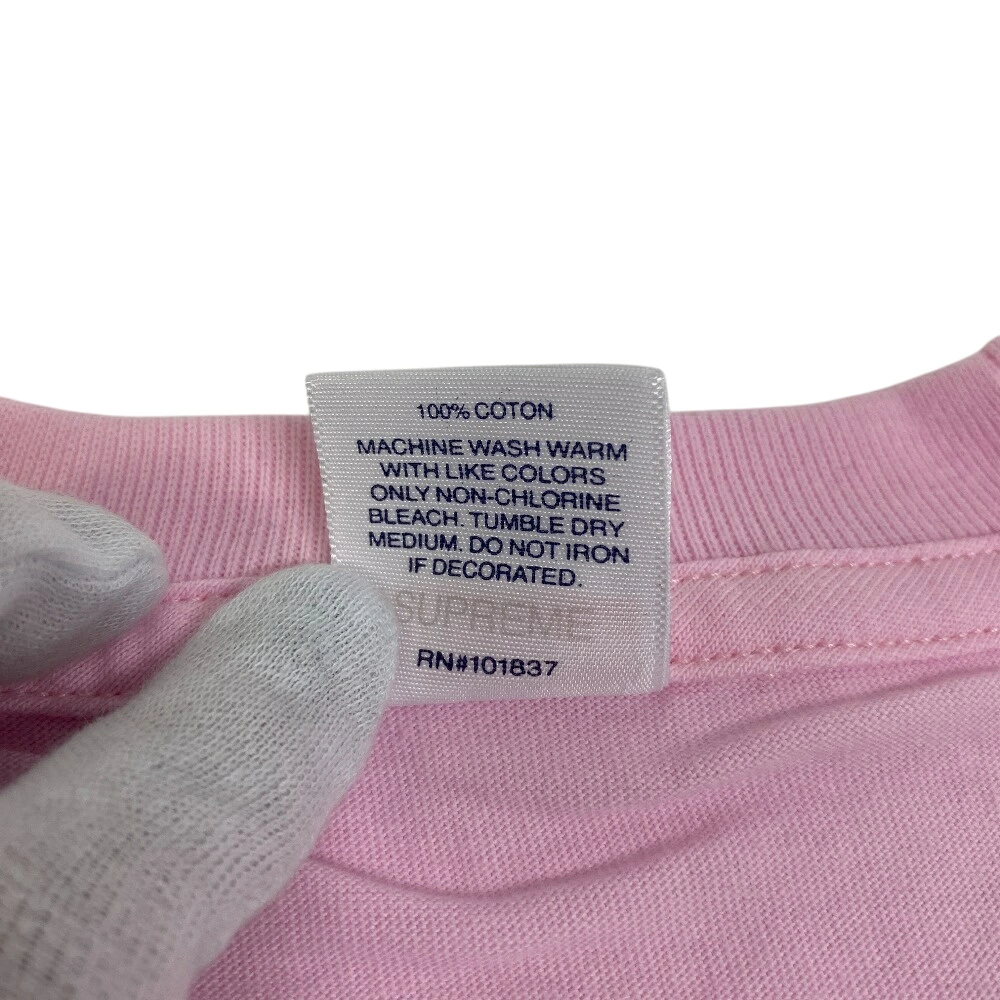 100% COTON
MACHINE WASH WARM
WITH LIKE COLORS
ONLY NON-CHLORINE
BLEACH. TUMBLE DRY
MEDIUM. DO NOT IRON
IF DECORATED.
SUPREME
RN#101837